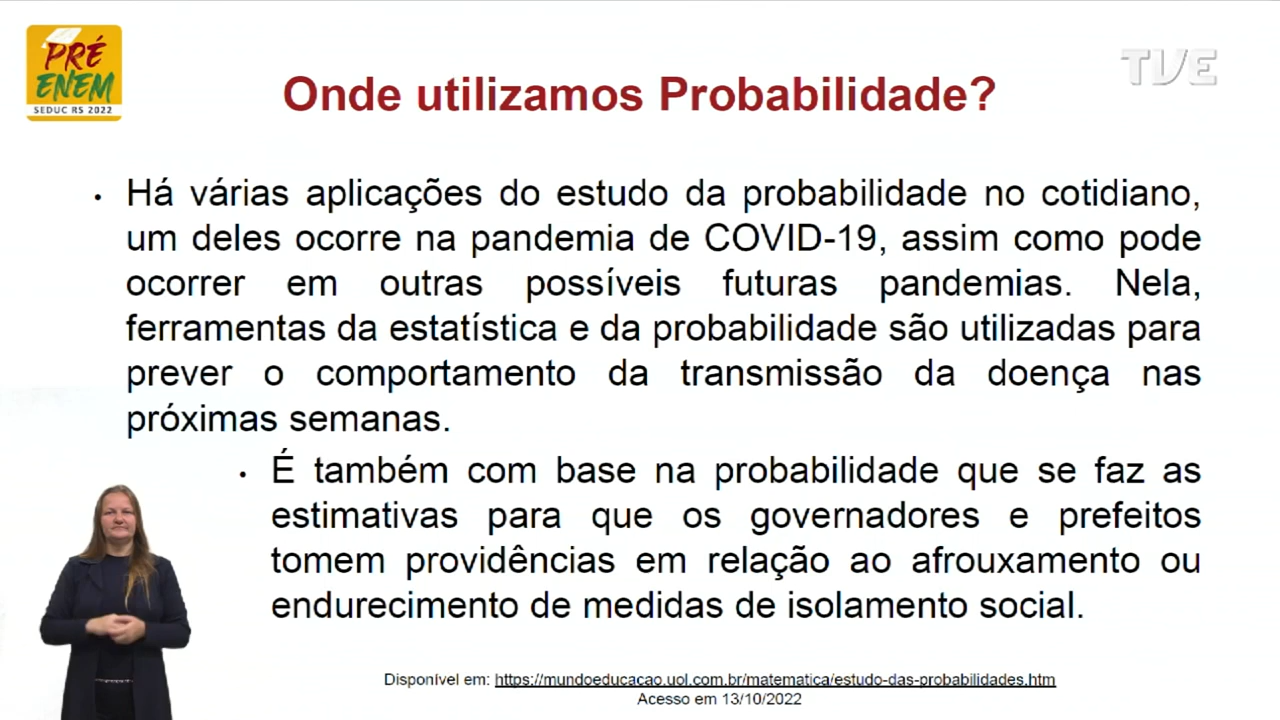 PRÉ
ENEM
SEDUC RS 2022
TVE
Onde utilizamos Probabilidade?
• Há várias aplicações do estudo da probabilidade no cotidiano,
um deles ocorre na pandemia de COVID-19, assim como pode
ocorrer em outras possíveis futuras pandemias. Nela,
ferramentas da estatística e da probabilidade são utilizadas para
prever o comportamento da transmissão da doença nas
próximas semanas.
• É também com base na probabilidade que se faz as
estimativas para que os governadores e prefeitos
tomem providências em relação ao afrouxamento ou
endurecimento de medidas de isolamento social.
Disponível em: https://mundoeducacao.uol.com.br/matematica/estudo-das-probabilidades.htm
Acesso em 13/10/2022